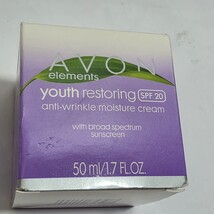 AVON
elements
youth restoring SPF 20
anti-wrinkle moisture cream
with broad spectrum
sunscreen
50 ml/1.7 FL.OZ.